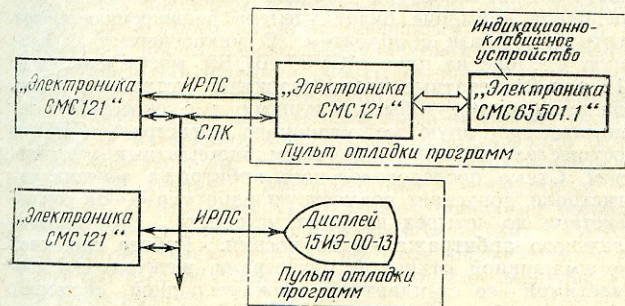 Индикационно-
клавишное
устройство
„Электроника
СМС 121“
ИРПС
„Электроника
СМС 121“
„Электроника
СМС 65 501.1“
СПК
Пульт отладки программ
„Электроника
СМС 121“
ИРПС
Дисплей
15ИЭ-00-13
Пульт отладки
программ